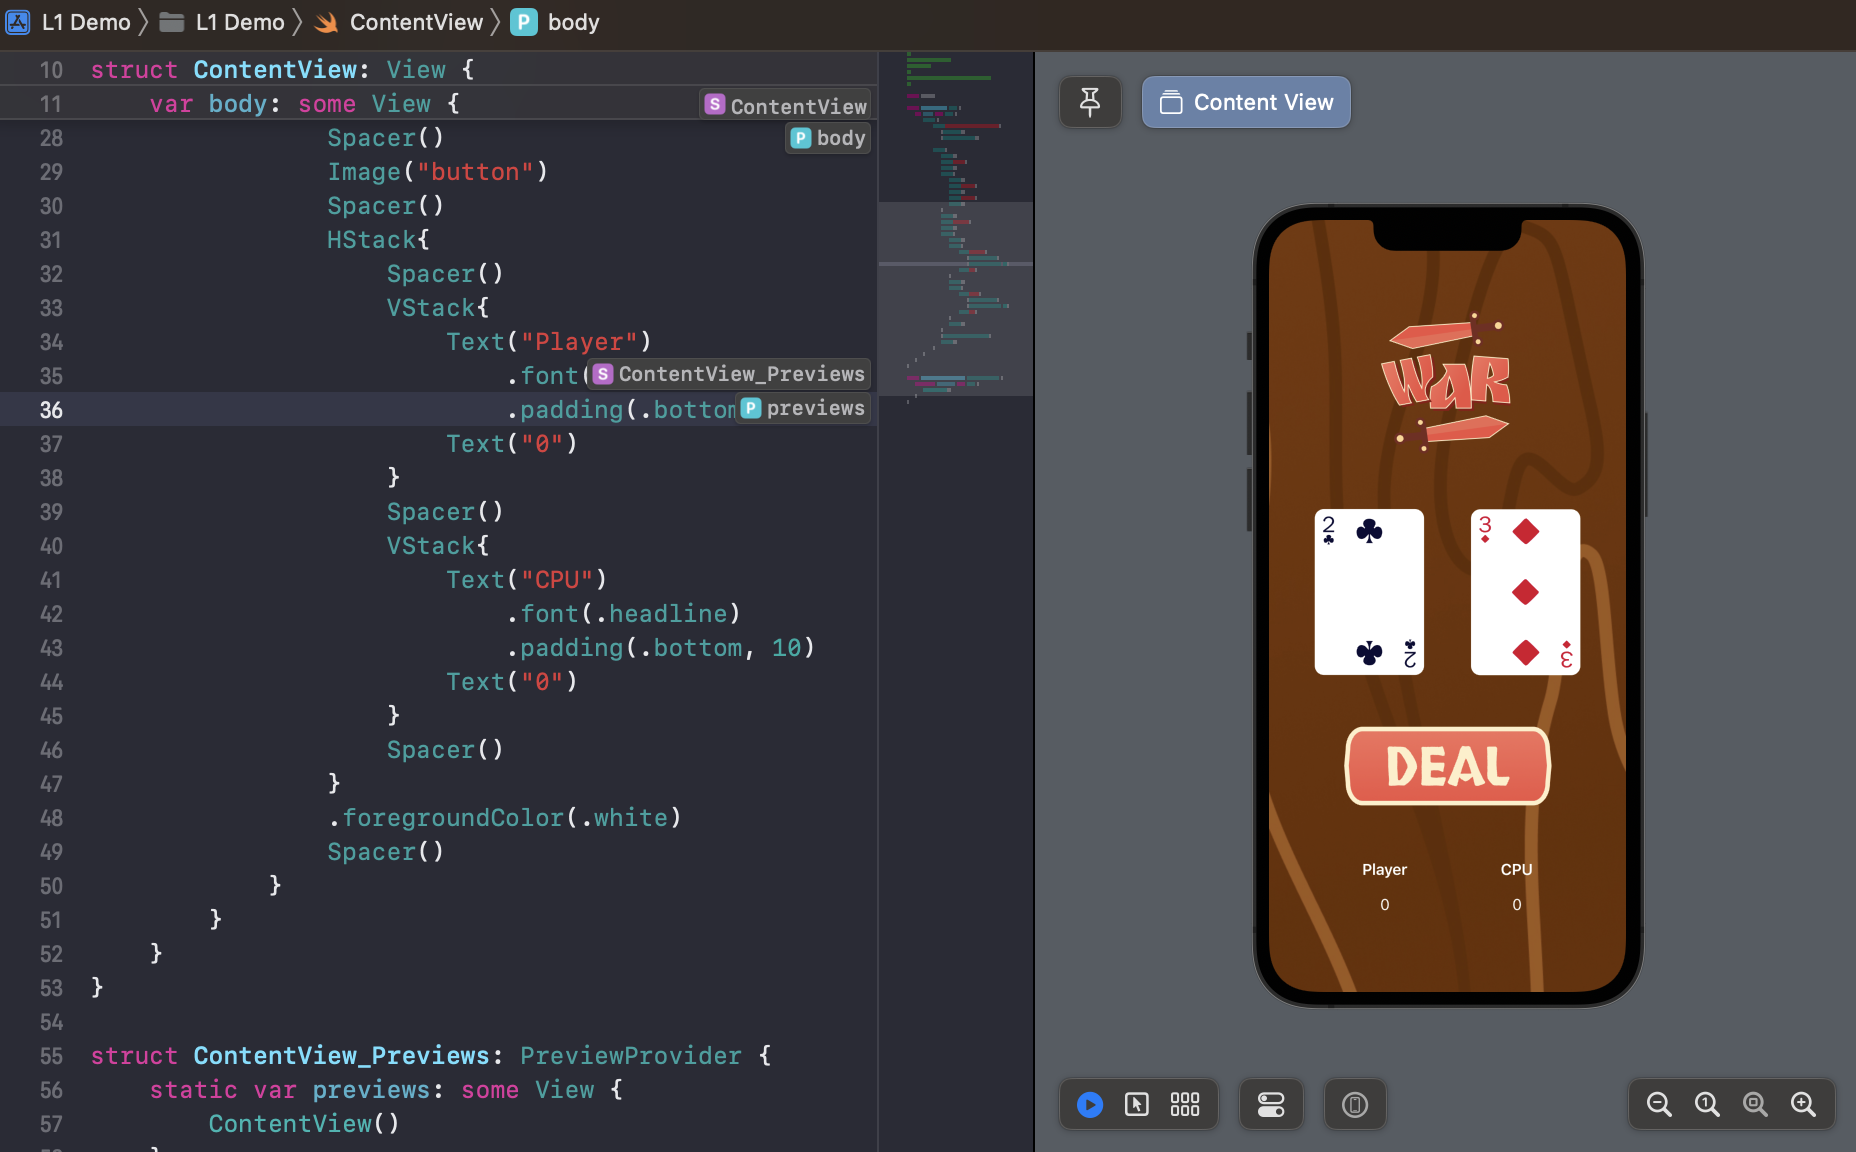 L1 Demo L1 Demo ContentView P body
10 struct ContentView: View {
11 var body: some View {
S ContentView
28 Spacer()
P body
29 Image("button")
30 Spacer()
31 HStack{
32 Spacer()
33 VStack{
34 Text("Player")
35 .font(
S ContentView_Previews
36 .padding(.bottom
P previews
37 Text("0")
38 }
39 Spacer()
40 VStack{
41 Text("CPU")
42 .font(.headline)
43 .padding(.bottom, 10)
44 Text("0")
45 }
46 Spacer()
47 }
48 .foregroundColor(.white)
49 Spacer()
50 }
51 }
52 }
53 }
54
55 struct ContentView_Previews: PreviewProvider {
56 static var previews: some View {
57 ContentView()
Content View
WAR
2 3
2 3
DEAL
Player CPU
0 0
1